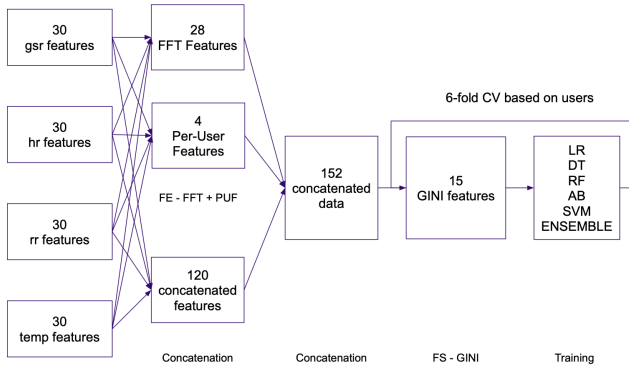 30
gsr features
30
hr features
30
rr features
30
temp features
28
FFT Features
4
Per-User
Features
FE - FFT + PUF
120
concatenated
features
152
concatenated
data
6-fold CV based on users
15
GINI features
LR
DT
RF
AB
SVM
ENSEMBLE
Concatenation
Concatenation
FS - GINI
Training